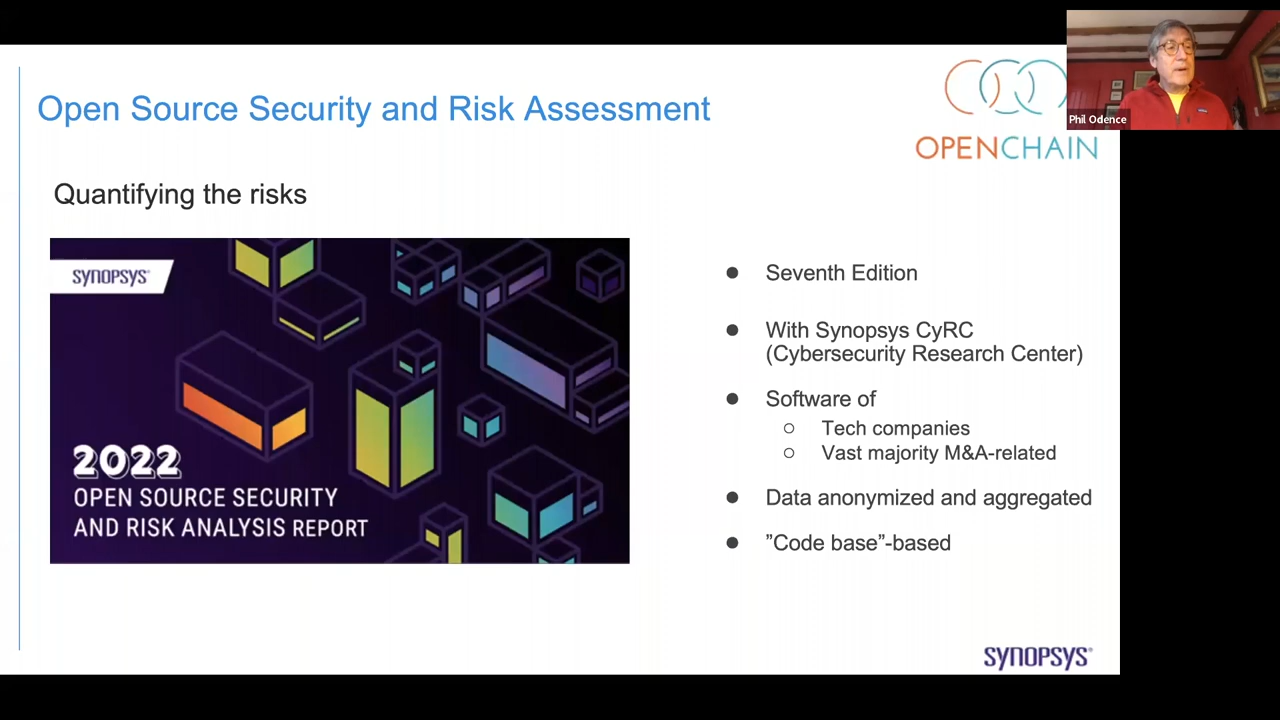 Open Source Security and Risk Assessment
OPENCHAIN
Phil Odence
Quantifying the risks
SYNOPSYS®
2022
OPEN SOURCE SECURITY
AND RISK ANALYSIS REPORT
● Seventh Edition
● With Synopsys CyRC
(Cybersecurity Research Center)
● Software of
○ Tech companies
○ Vast majority M&A-related
● Data anonymized and aggregated
● ”Code base”-based
SYNOPSYS®